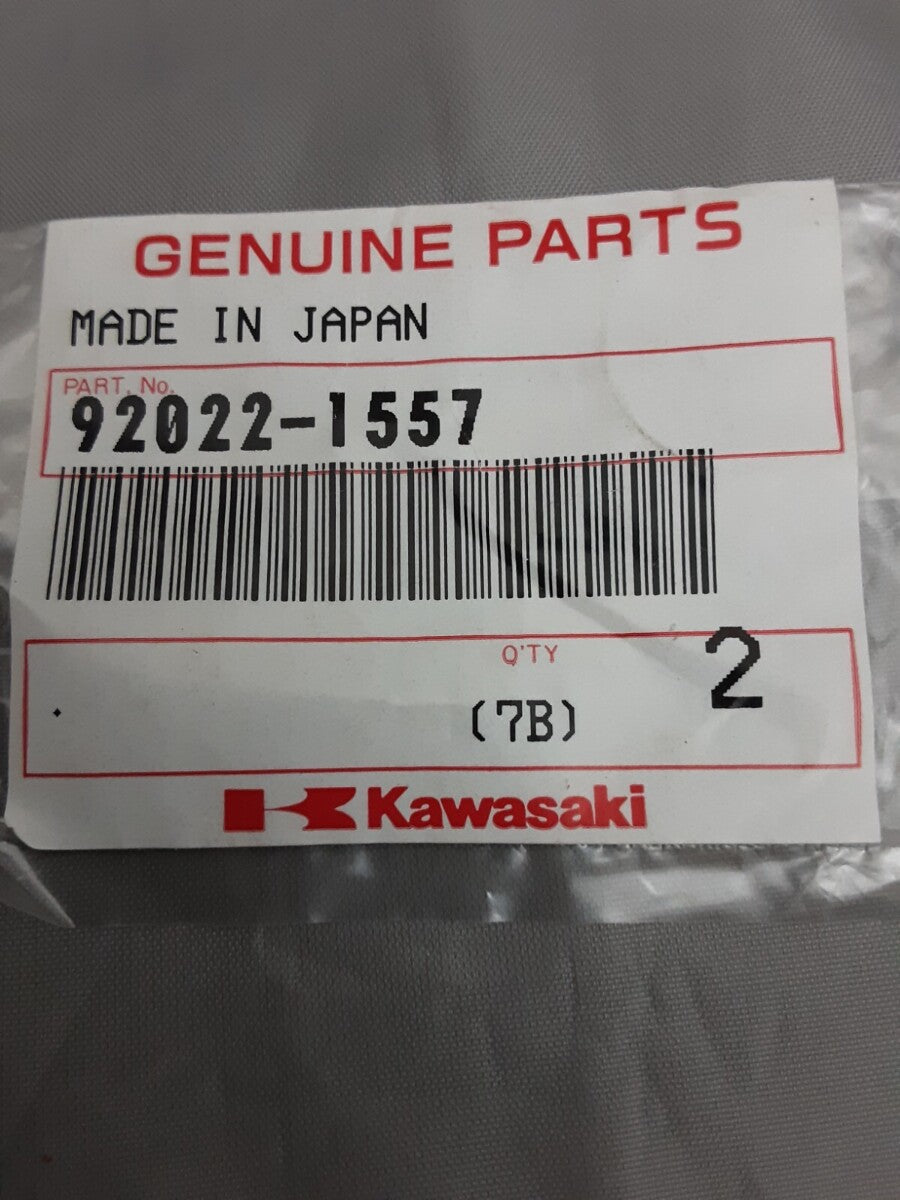 GENUINE PARTS
MADE IN JAPAN
PART. No.
92022-1557
Q'TY
2
(7B)
Kawasaki